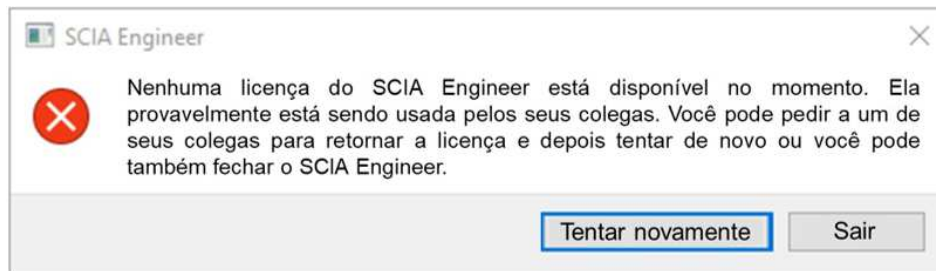 SCIA Engineer
Nenhuma licença do SCIA Engineer está disponível no momento. Ela
provavelmente está sendo usada pelos seus colegas. Você pode pedir a um de
seus colegas para retornar a licença e depois tentar de novo ou você pode
também fechar o SCIA Engineer.
Tentar novamente
Sair